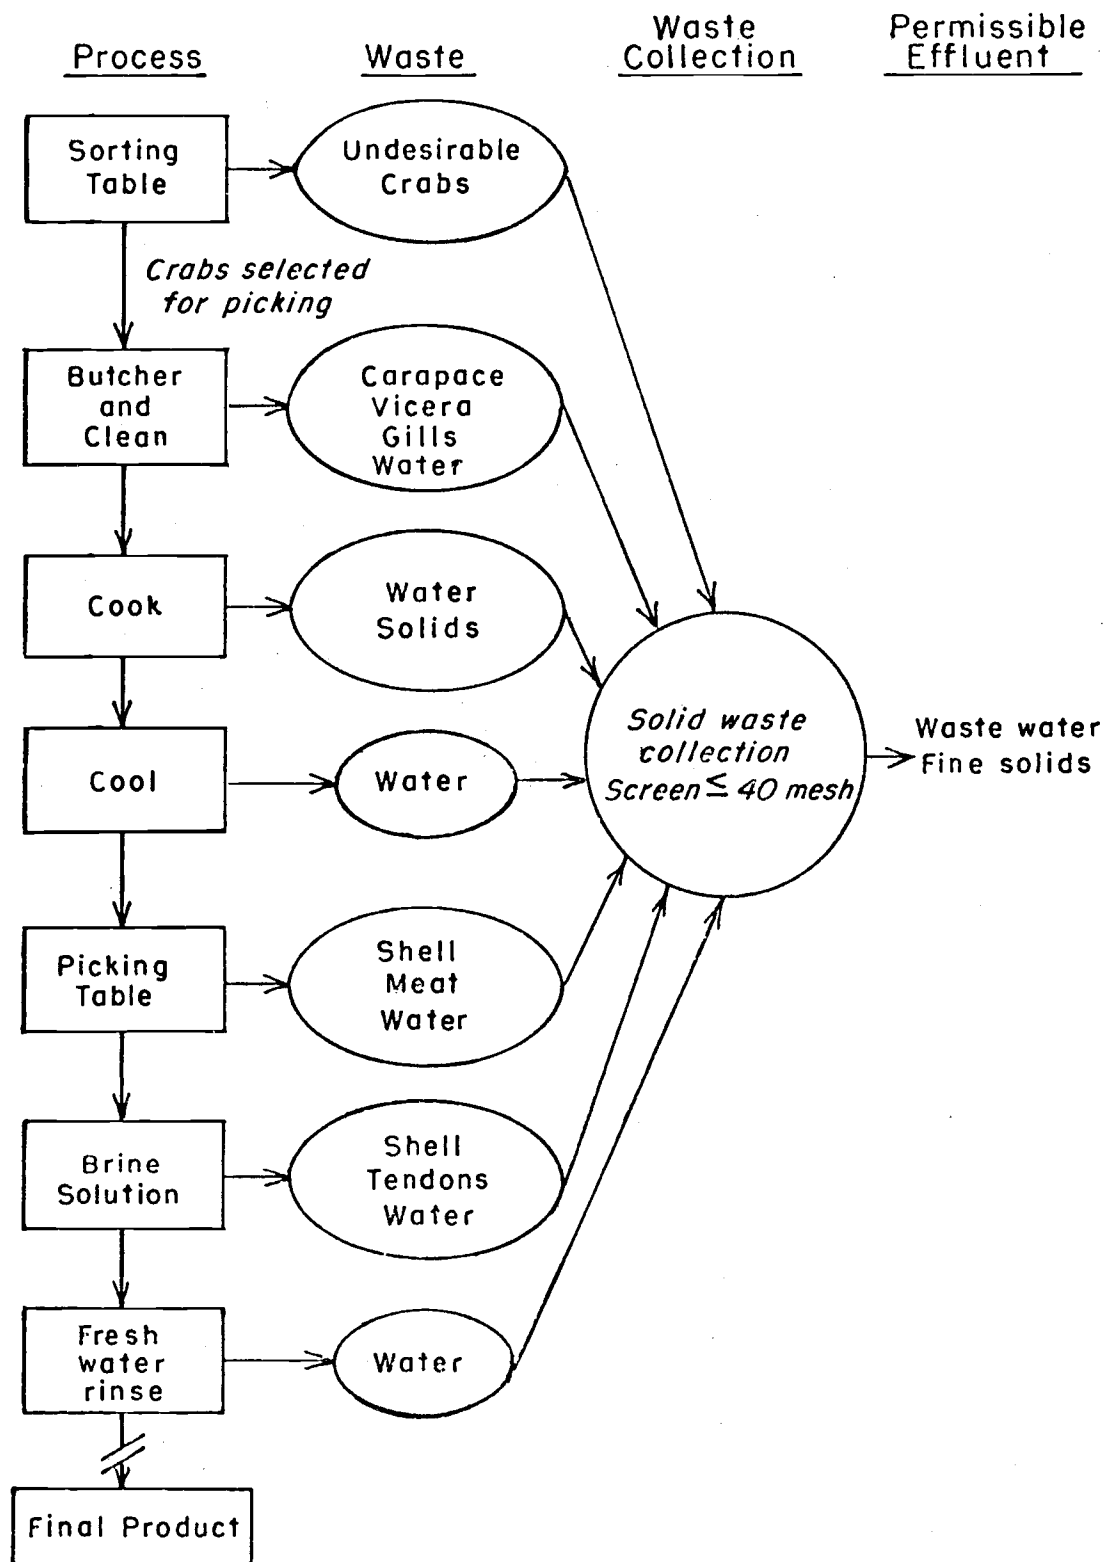 Process
Waste
Waste
Collection
Permissible
Effluent
Sorting
Table
Undesirable
Crabs
Crabs selected
for picking
Butcher
and
Clean
Carapace
Vicera
Gills
Water
Cook
Water
Solids
Cool
Water
Solid waste
collection
Screen ≤ 40 mesh
Waste water
Fine solids
Picking
Table
Shell
Meat
Water
Brine
Solution
Shell
Tendons
Water
Fresh
water
rinse
Water
Final Product